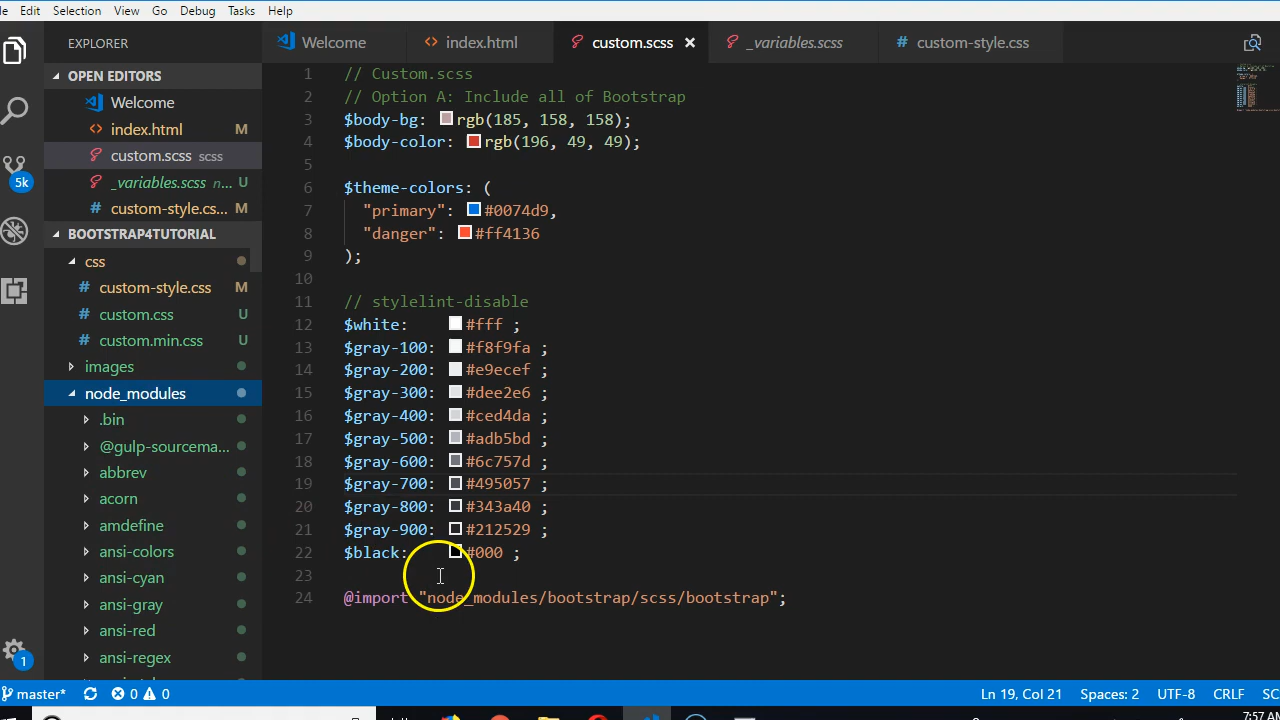 le Edit Selection View Go Debug Tasks Help
EXPLORER
Welcome
index.html
custom.scss
_variables.scss
custom-style.css
OPEN EDITORS
Welcome
index.html M
custom.scss scss
_variables.scss n... U
custom-style.cs... M
BOOTSTRAP4TUTORIAL
css
custom-style.css M
custom.css U
custom.min.css U
images
node_modules
.bin
@gulp-sourcema...
abbrev
acorn
amdefine
ansi-colors
ansi-cyan
ansi-gray
ansi-red
ansi-regex
5k
1
1 // Custom.scss
2 // Option A: Include all of Bootstrap
3 $body-bg: rgb(185, 158, 158);
4 $body-color: rgb(196, 49, 49);
5
6 $theme-colors: (
7 "primary": #0074d9,
8 "danger": #ff4136
9 );
10
11 // stylelint-disable
12 $white: #fff ;
13 $gray-100: #f8f9fa ;
14 $gray-200: #e9ecef ;
15 $gray-300: #dee2e6 ;
16 $gray-400: #ced4da ;
17 $gray-500: #adb5bd ;
18 $gray-600: #6c757d ;
19 $gray-700: #495057 ;
20 $gray-800: #343a40 ;
21 $gray-900: #212529 ;
22 $black: #000 ;
23
24 @import "node_modules/bootstrap/scss/bootstrap";
master* 0 0 Ln 19, Col 21 Spaces: 2 UTF-8 CRLF SC
7:57 AM